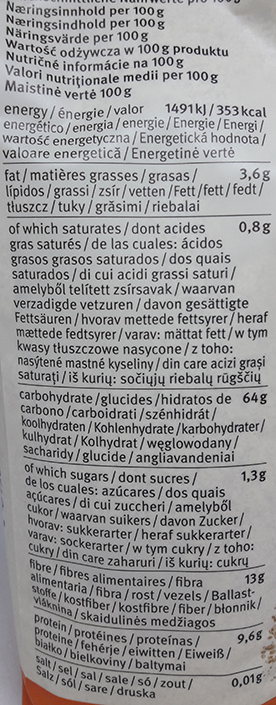 Næringsinnhold per 100 g
Næringsindhold per 100 g
Näringsvärde per 100 g
Wartość odżywcza w 100 g produktu
Nutričné informácie na 100 g
Valori nutriționale medii per 100 g
Maistinė vertė 100 g
energy / énergie / valor 1491 kJ / 353 kcal
energético / energia / energie / Energie / Energi /
wartość energetyczna / Energetická hodnota /
valoare energetică / Energetinė vertė
fat / matières grasses / grasas / 3,6 g
lípidos / grassi / zsír / vetten / Fett / fett / fedt /
tłuszcz / tuky / grăsimi / riebalai
of which saturates / dont acides 0,8 g
gras saturés / de las cuales: ácidos
grasos grasos saturados / dos quais
saturados / di cui acidi grassi saturi /
amelyből telített zsírsavak / waarvan
verzadigde vetzuren / davon gesättigte
Fettsäuren / hvorav mettede fettsyrer / heraf
mættede fedtsyrer / varav: mättat fett / w tym
kwasy tłuszczowe nasycone / z toho:
nasýtené mastné kyseliny / din care acizi grași
saturați / iš kurių: sočiųjų riebalų rūgščių
carbohydrate / glucides / hidratos de 64 g
carbono / carboidrati / szénhidrát /
koolhydraten / Kohlenhydrate / karbohydrater /
kulhydrat / Kolhydrat / węglowodany /
sacharidy / glucide / angliavandeniai
of which sugars / dont sucres / 1,3 g
de los cuales: azúcares / dos quais
açúcares / di cui zuccheri / amelyből
cukor / waarvan suikers / davon Zucker /
hvorav: sukkerarter / heraf sukkerarter /
varav: sockerarter / w tym cukry / z toho:
cukry / din care zaharuri / iš kurių: cukrų
fibre / fibres alimentaires / fibra 13 g
alimentaria / fibra / rost / vezels / Ballast-
stoffe / kostfiber / kostfibre / fiber / błonnik /
vláknina / skaidulinės medžiagos
protein / protéines / proteínas / 9,6 g
proteine / fehérje / eiwitten / Eiweiß /
białko / bielkoviny / baltymai
salt / sel / sal / sale / só / zout / 0,01 g
Salz / sól / sare / druska